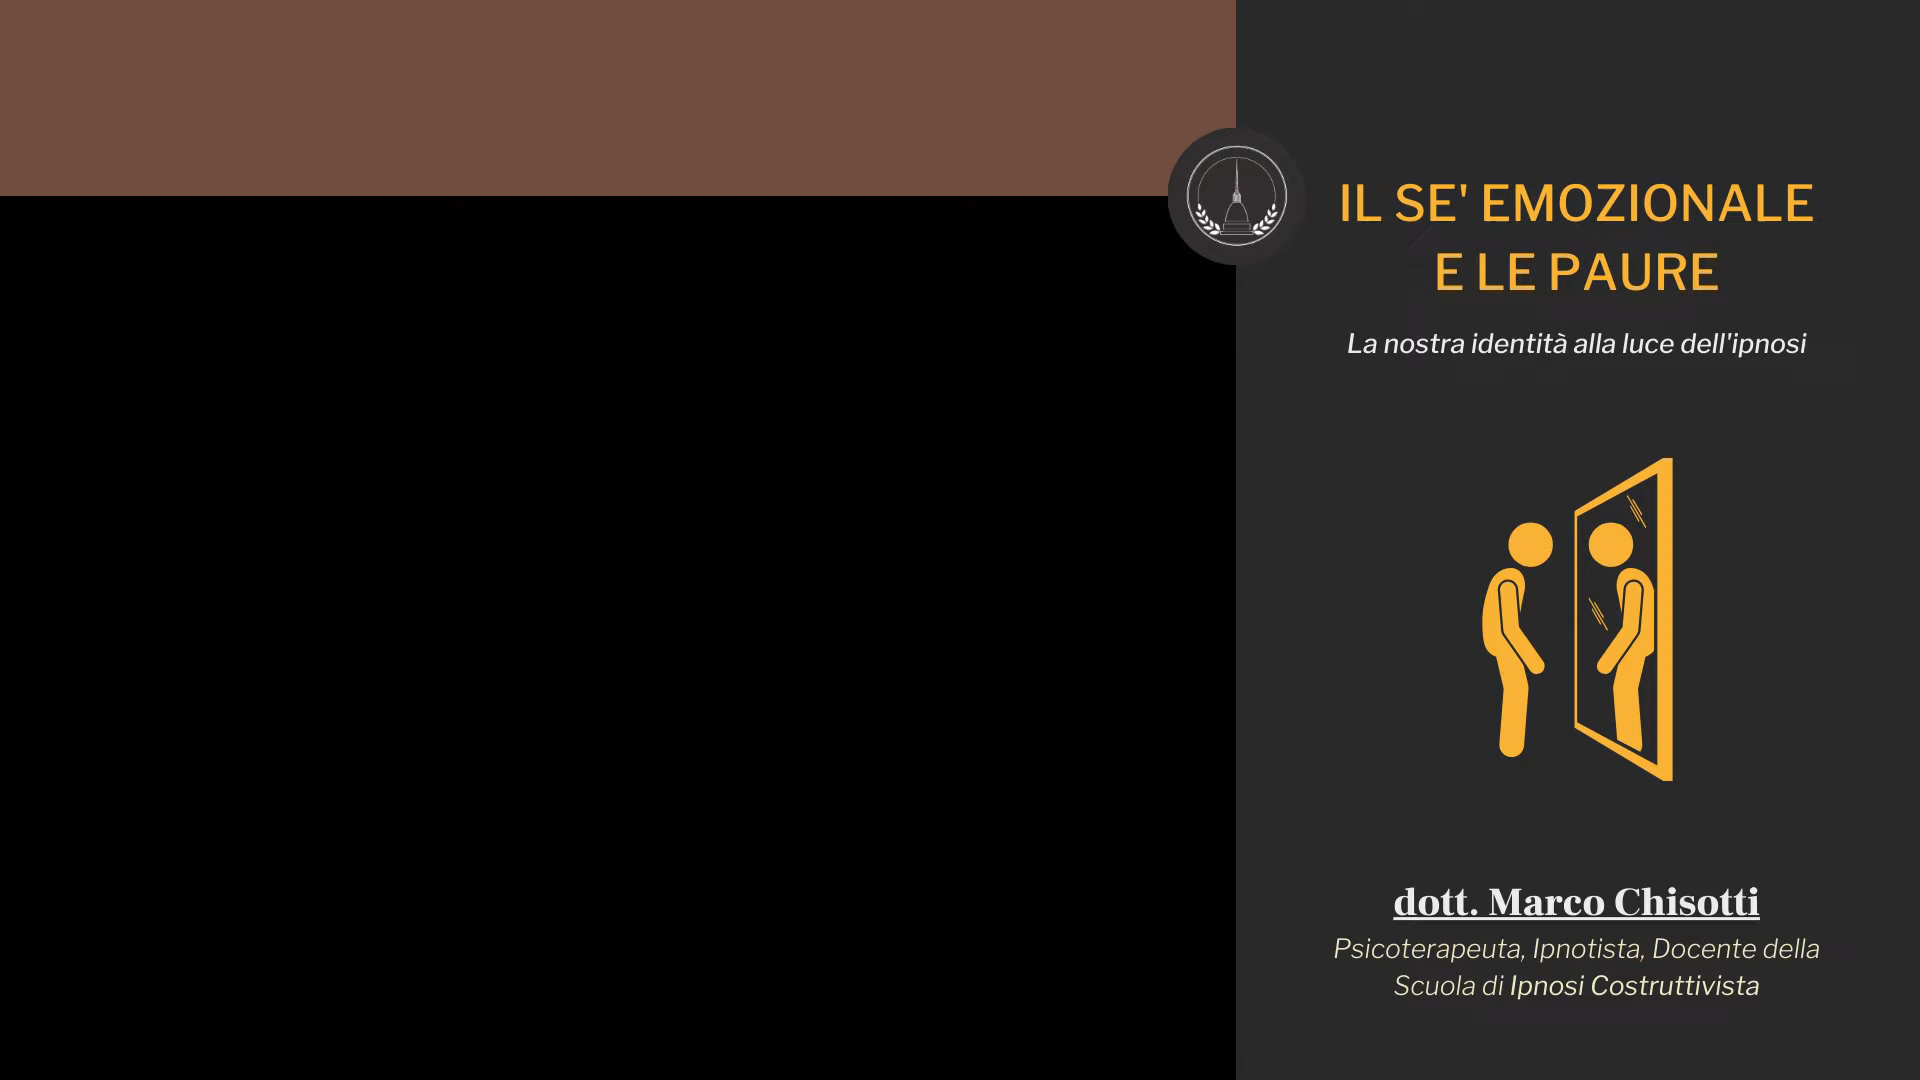 IL SE' EMOZIONALE
E LE PAURE
La nostra identità alla luce dell'ipnosi
dott. Marco Chisotti
Psicoterapeuta, Ipnotista, Docente della
Scuola di Ipnosi Costruttivista